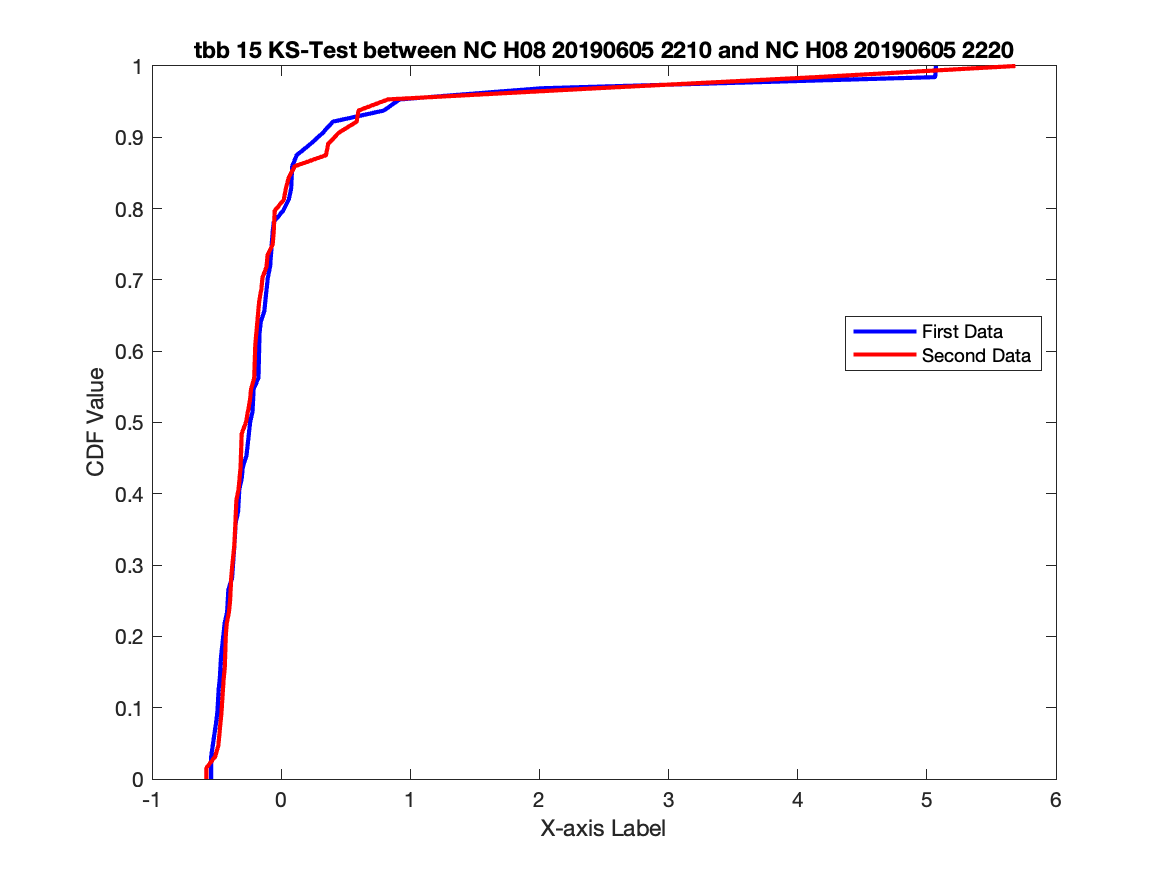 tbb 15 KS-Test between NC H08 20190605 2210 and NC H08 20190605 2220
1
0.9
0.8
0.7
0.6
0.5
0.4
0.3
0.2
0.1
0
CDF Value
First Data
Second Data
-1 0 1 2 3 4 5 6
X-axis Label